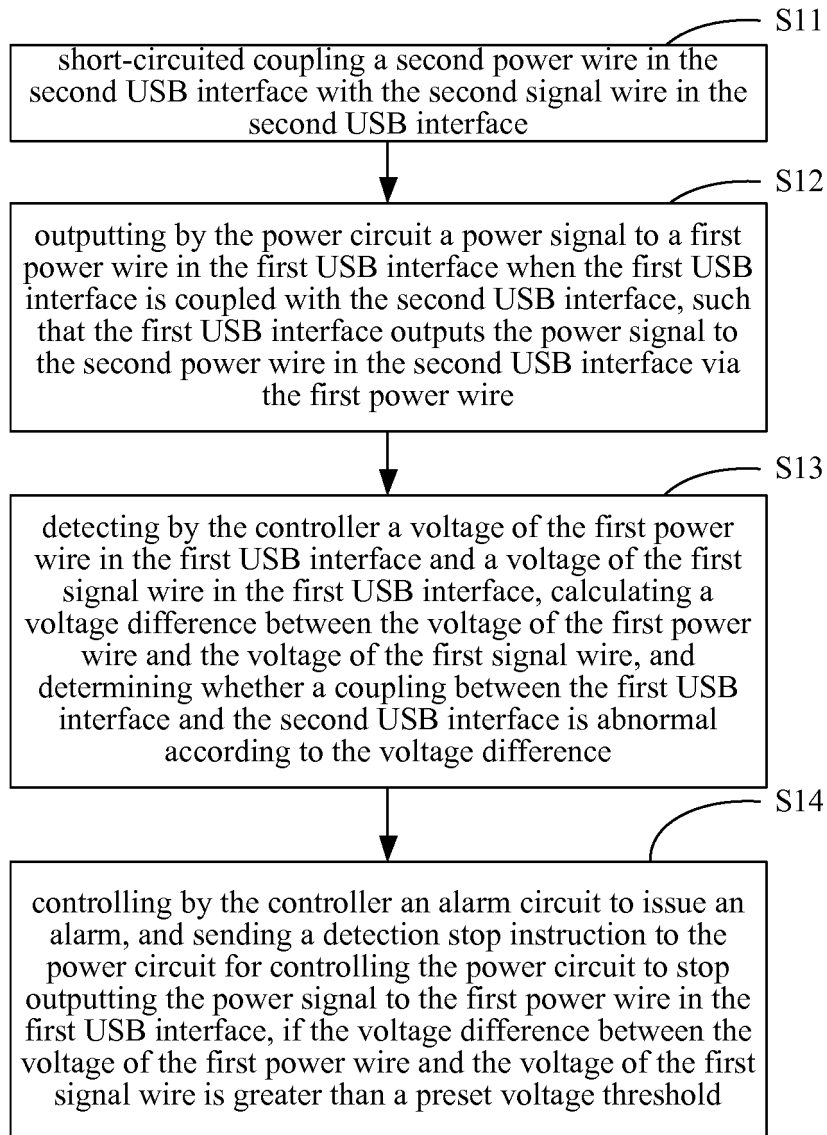 S11
short-circuited coupling a second power wire in the
second USB interface with the second signal wire in the
second USB interface
S12
outputting by the power circuit a power signal to a first
power wire in the first USB interface when the first USB
interface is coupled with the second USB interface, such
that the first USB interface outputs the power signal to
the second power wire in the second USB interface via
the first power wire
S13
detecting by the controller a voltage of the first power
wire in the first USB interface and a voltage of the first
signal wire in the first USB interface, calculating a
voltage difference between the voltage of the first power
wire and the voltage of the first signal wire, and
determining whether a coupling between the first USB
interface and the second USB interface is abnormal
according to the voltage difference
S14
controlling by the controller an alarm circuit to issue an
alarm, and sending a detection stop instruction to the
power circuit for controlling the power circuit to stop
outputting the power signal to the first power wire in the
first USB interface, if the voltage difference between the
voltage of the first power wire and the voltage of the first
signal wire is greater than a preset voltage threshold